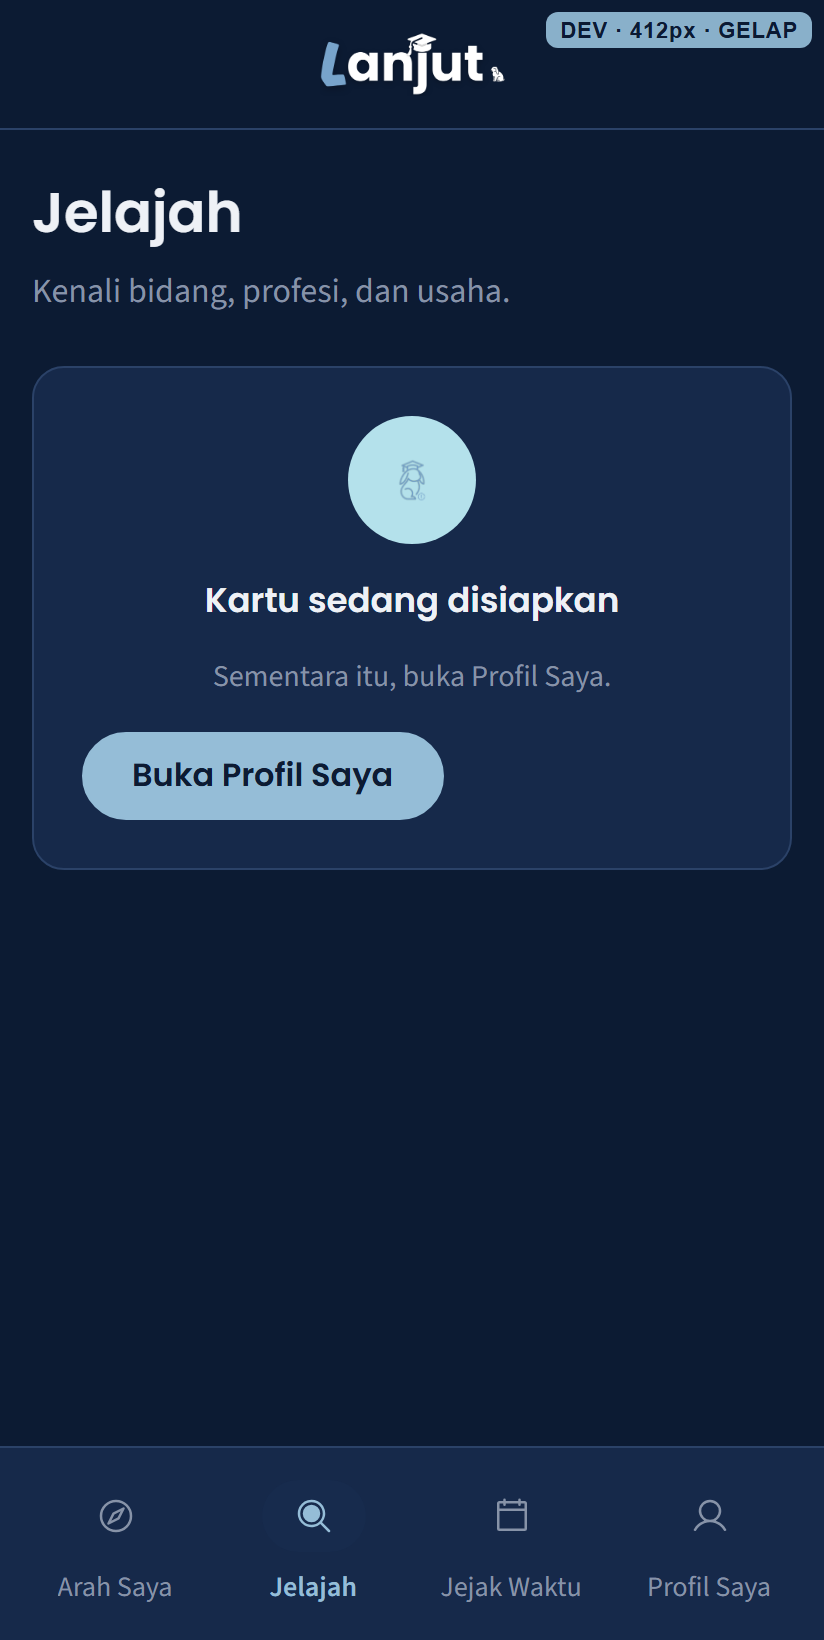 Lanjut
DEV · 412px · GELAP
Jelajah
Kenali bidang, profesi, dan usaha.
Kartu sedang disiapkan
Sementara itu, buka Profil Saya.
Buka Profil Saya
Arah Saya
Jelajah
Jejak Waktu
Profil Saya